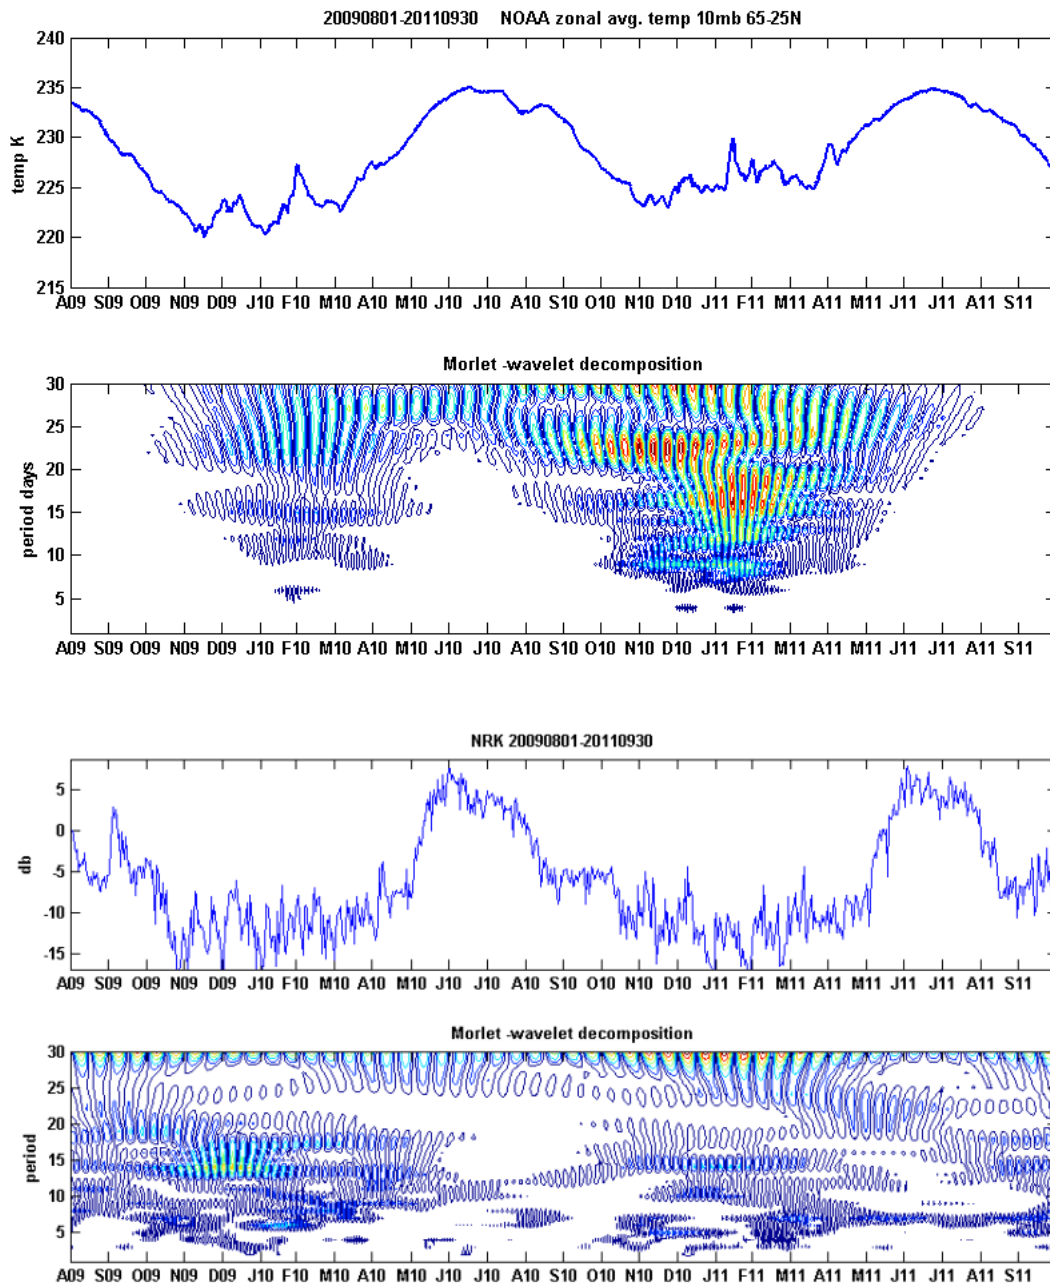 20090801-20110930 NOAA zonal avg. temp 10mb 65-25N
240
235
230
225
220
215
temp K
A09 S09 O09 N09 D09 J10 F10 M10 A10 M10 J10 J10 A10 S10 O10 N10 D10 J11 F11 M11 A11 M11 J11 J11 A11 S11
Morlet -wavelet decomposition
30
25
20
15
10
5
period days
A09 S09 O09 N09 D09 J10 F10 M10 A10 M10 J10 J10 A10 S10 O10 N10 D10 J11 F11 M11 A11 M11 J11 J11 A11 S11
NRK 20090801-20110930
5
0
-5
-10
-15
db
A09 S09 O09 N09 D09 J10 F10 M10 A10 M10 J10 J10 A10 S10 O10 N10 D10 J11 F11 M11 A11 M11 J11 J11 A11 S11
Morlet -wavelet decomposition
30
25
20
15
10
5
period
A09 S09 O09 N09 D09 J10 F10 M10 A10 M10 J10 J10 A10 S10 O10 N10 D10 J11 F11 M11 A11 M11 J11 J11 A11 S11